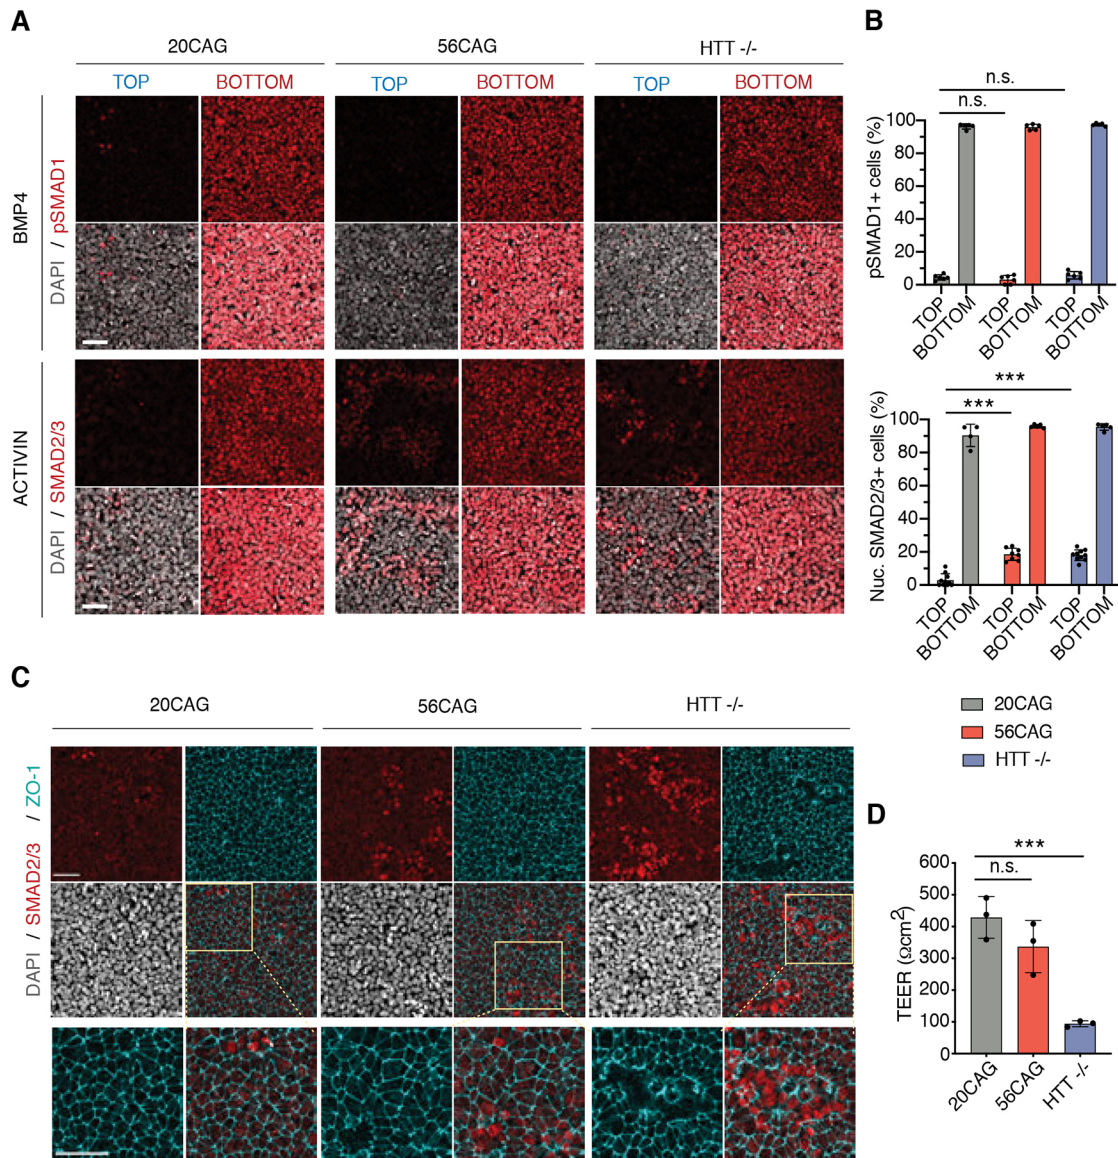 A
20CAG 56CAG HTT -/-
TOP BOTTOM TOP BOTTOM TOP BOTTOM
BMP4
DAPI / pSMAD1
ACTIVIN
DAPI / SMAD2/3
B
n.s.
n.s.
pSMAD1+ cells (%)
100
80
60
40
20
0
TOP BOTTOM TOP BOTTOM TOP BOTTOM
***
***
Nuc. SMAD2/3+ cells (%)
100
80
60
40
20
0
TOP BOTTOM TOP BOTTOM TOP BOTTOM
C
20CAG 56CAG HTT -/-
DAPI / SMAD2/3 / ZO-1
20CAG
56CAG
HTT -/-
D
***
n.s.
TEER (Ωcm²)
600
500
400
300
200
100
0
20CAG 56CAG HTT -/-